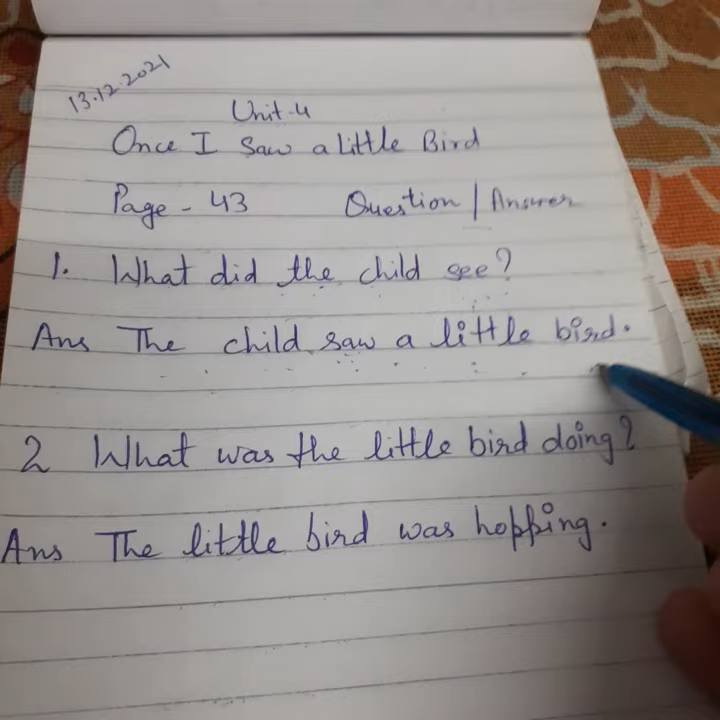 13.12.2021
Unit-4
Once I Saw a little Bird
Page - 43 Question | Answer
1. What did the child see?
Ans The child saw a little bird.
2 What was the little bird doing?
Ans The little bird was hopping.